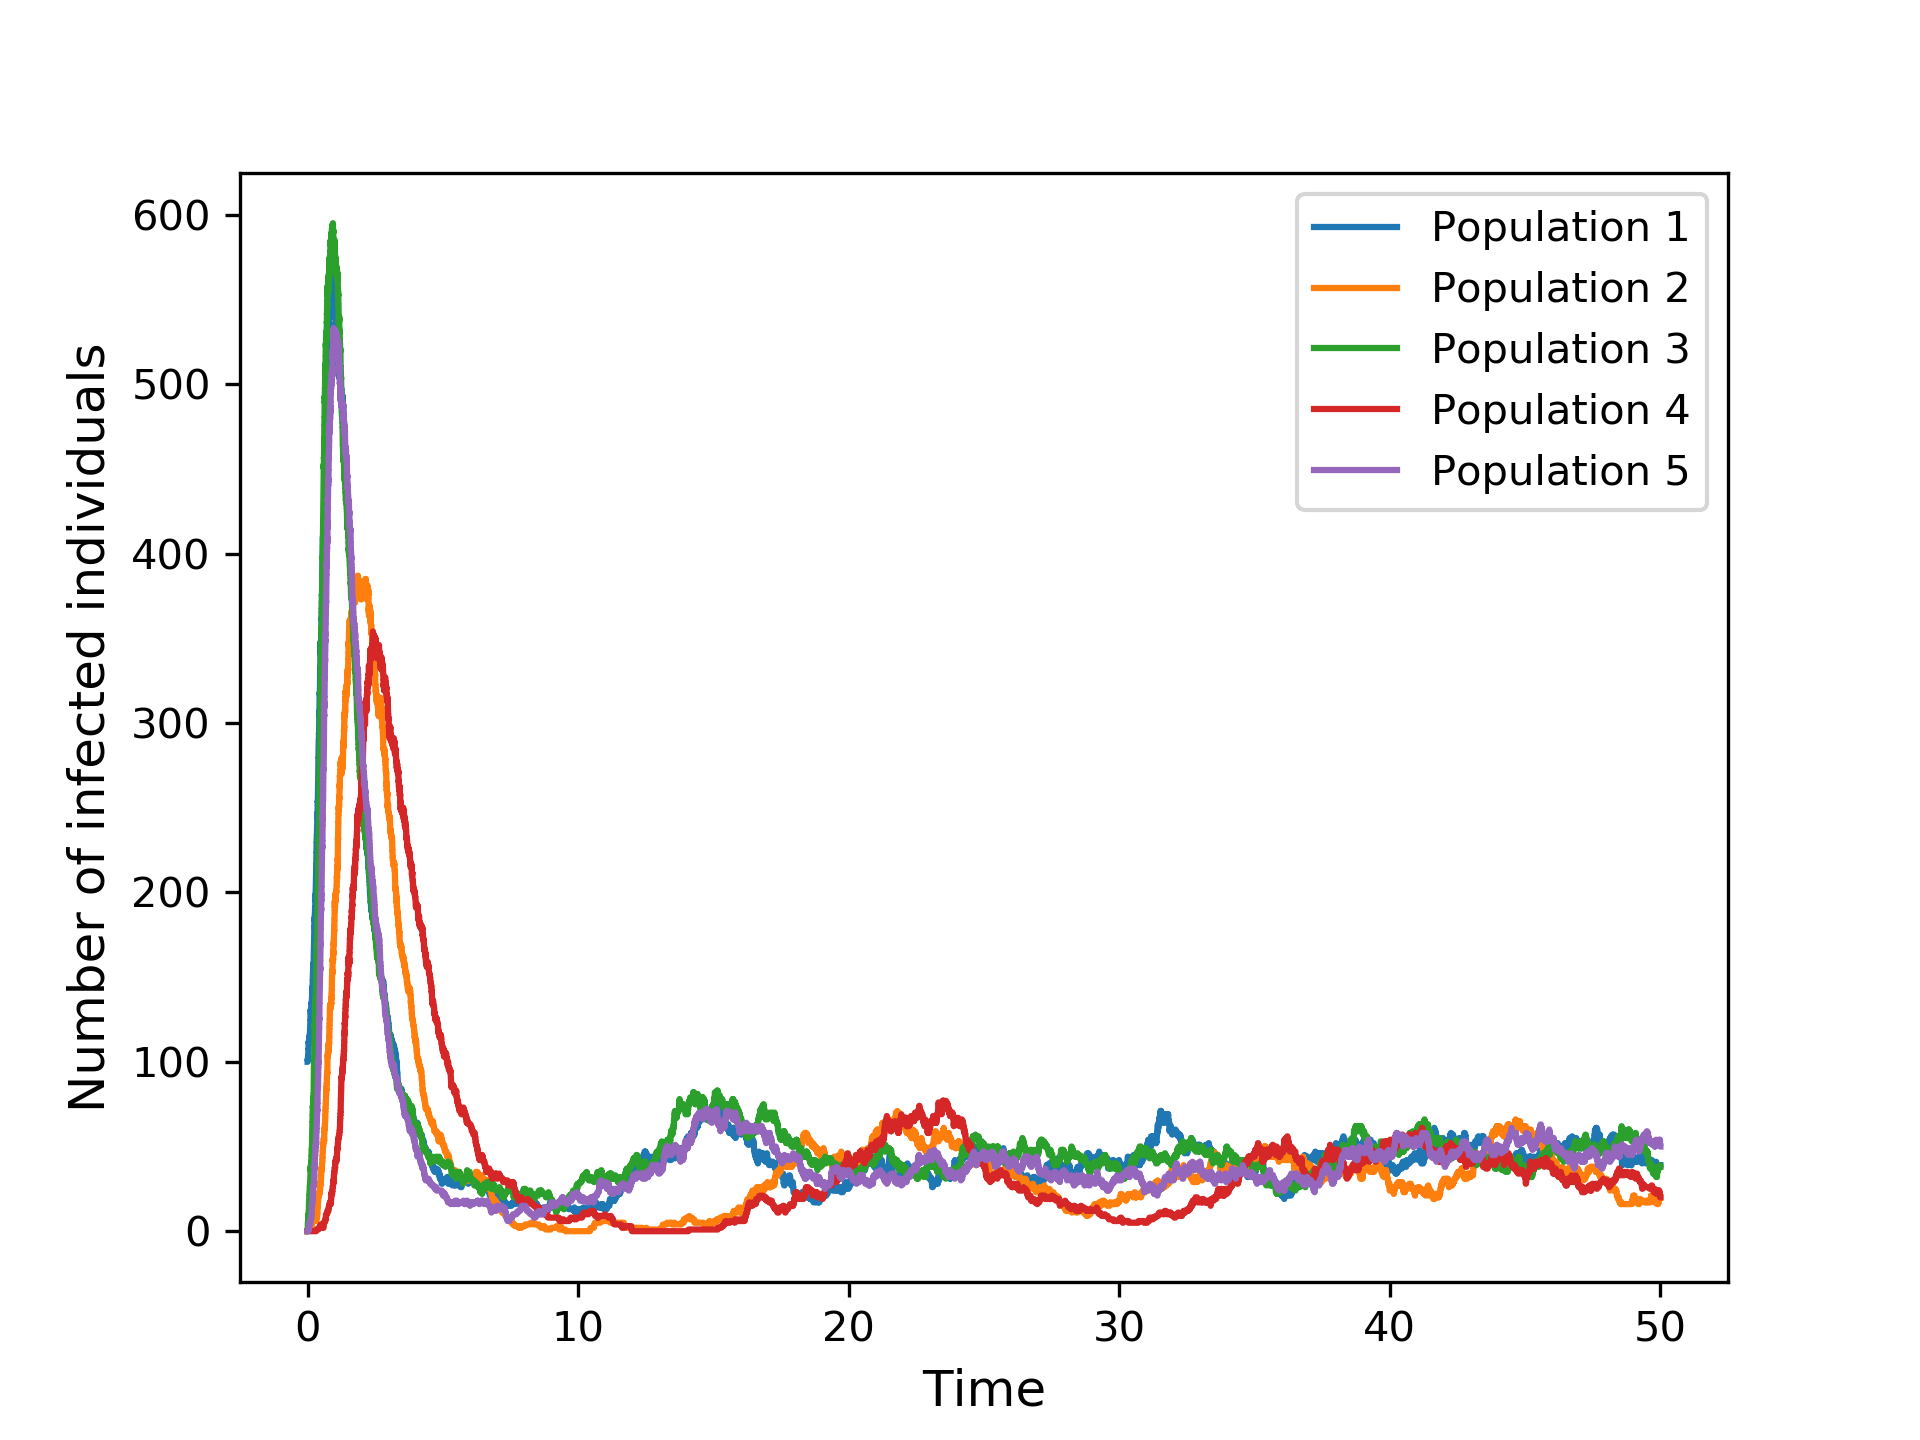 600
500
400
300
200
100
0
Number of infected individuals
0 10 20 30 40 50
Time
Population 1
Population 2
Population 3
Population 4
Population 5